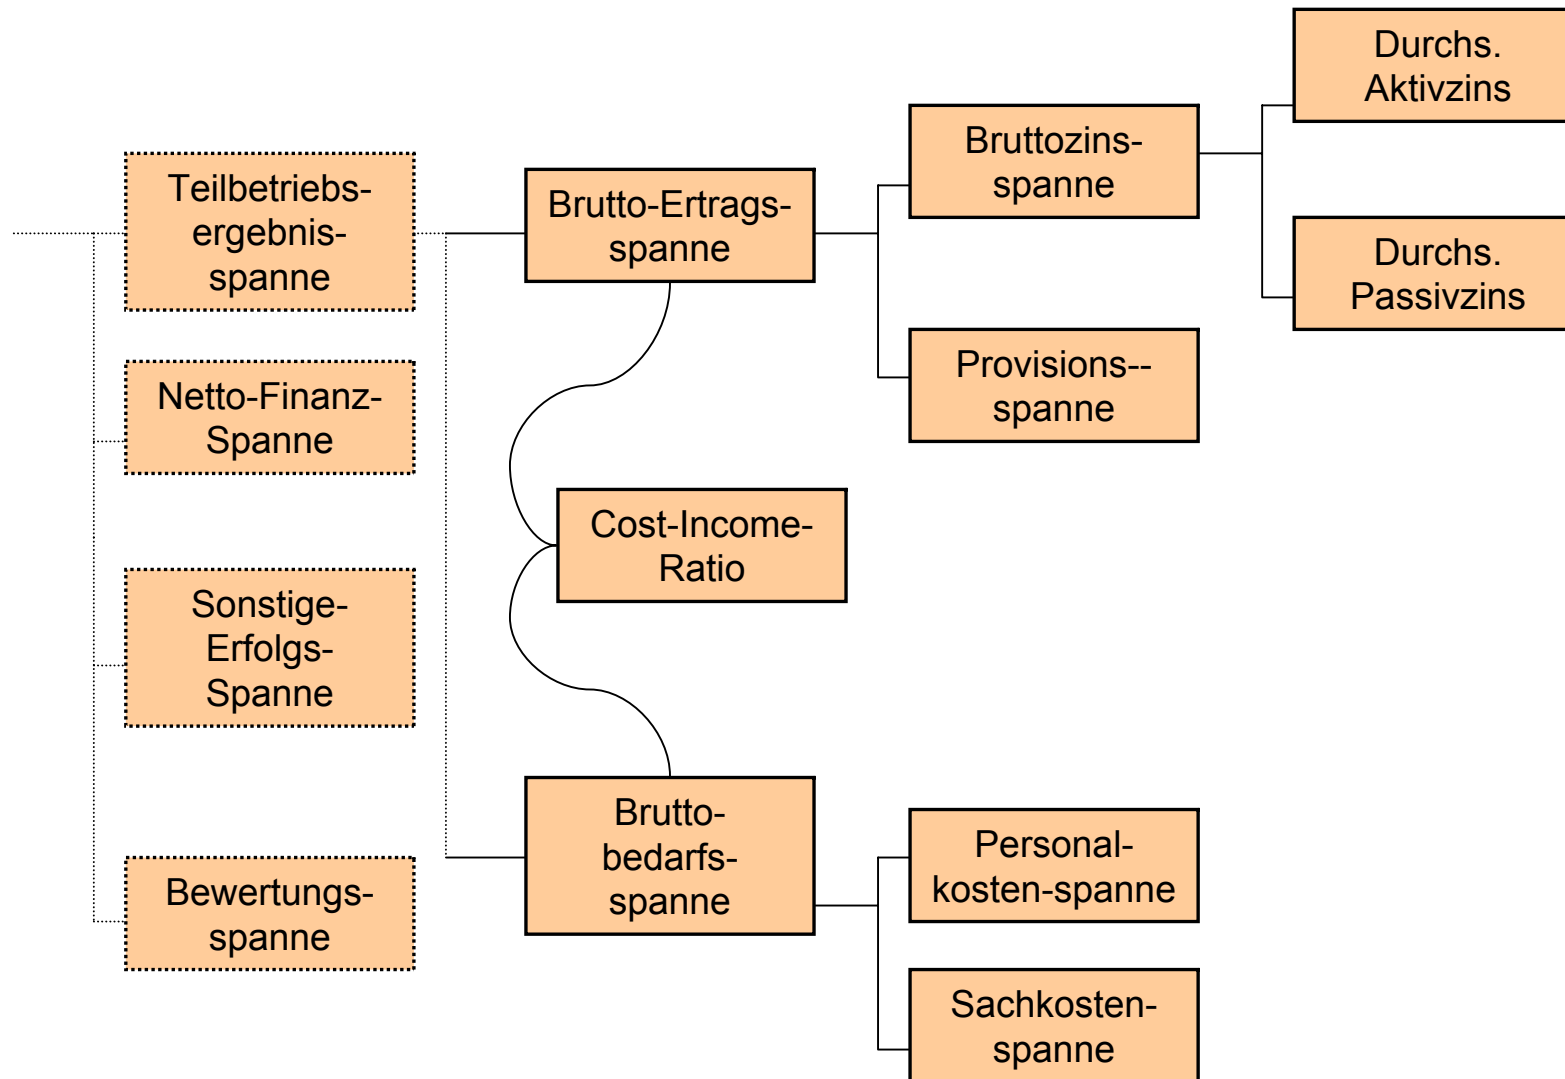 Teilbetriebs-
ergebnis-
spanne
Netto-Finanz-
Spanne
Sonstige-
Erfolgs-
Spanne
Bewertungs-
spanne
Brutto-Ertrags-
spanne
Cost-Income-
Ratio
Brutto-
bedarfs-
spanne
Bruttozins-
spanne
Provisions--
spanne
Personal-
kosten-spanne
Sachkosten-
spanne
Durchs.
Aktivzins
Durchs.
Passivzins